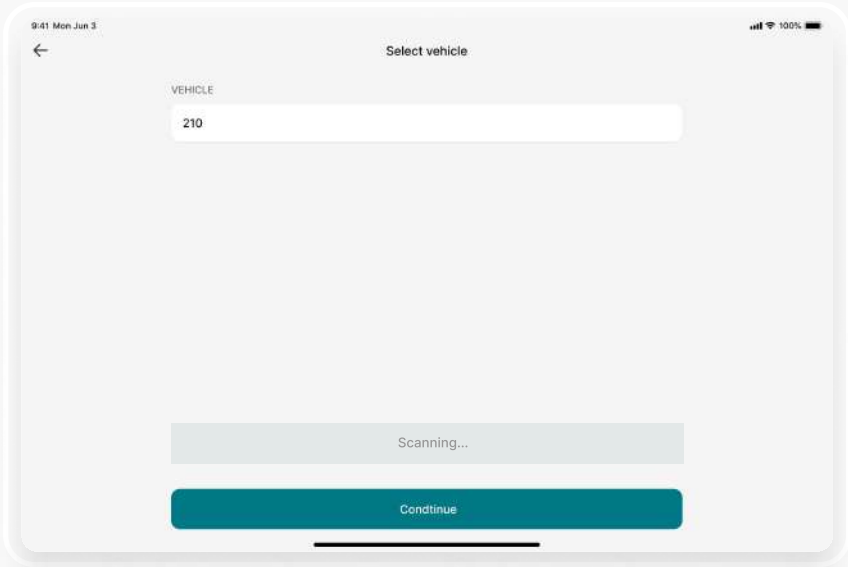 9:41 Mon Jun 3
100%
Select vehicle
VEHICLE
210
Scanning...
Condtinue